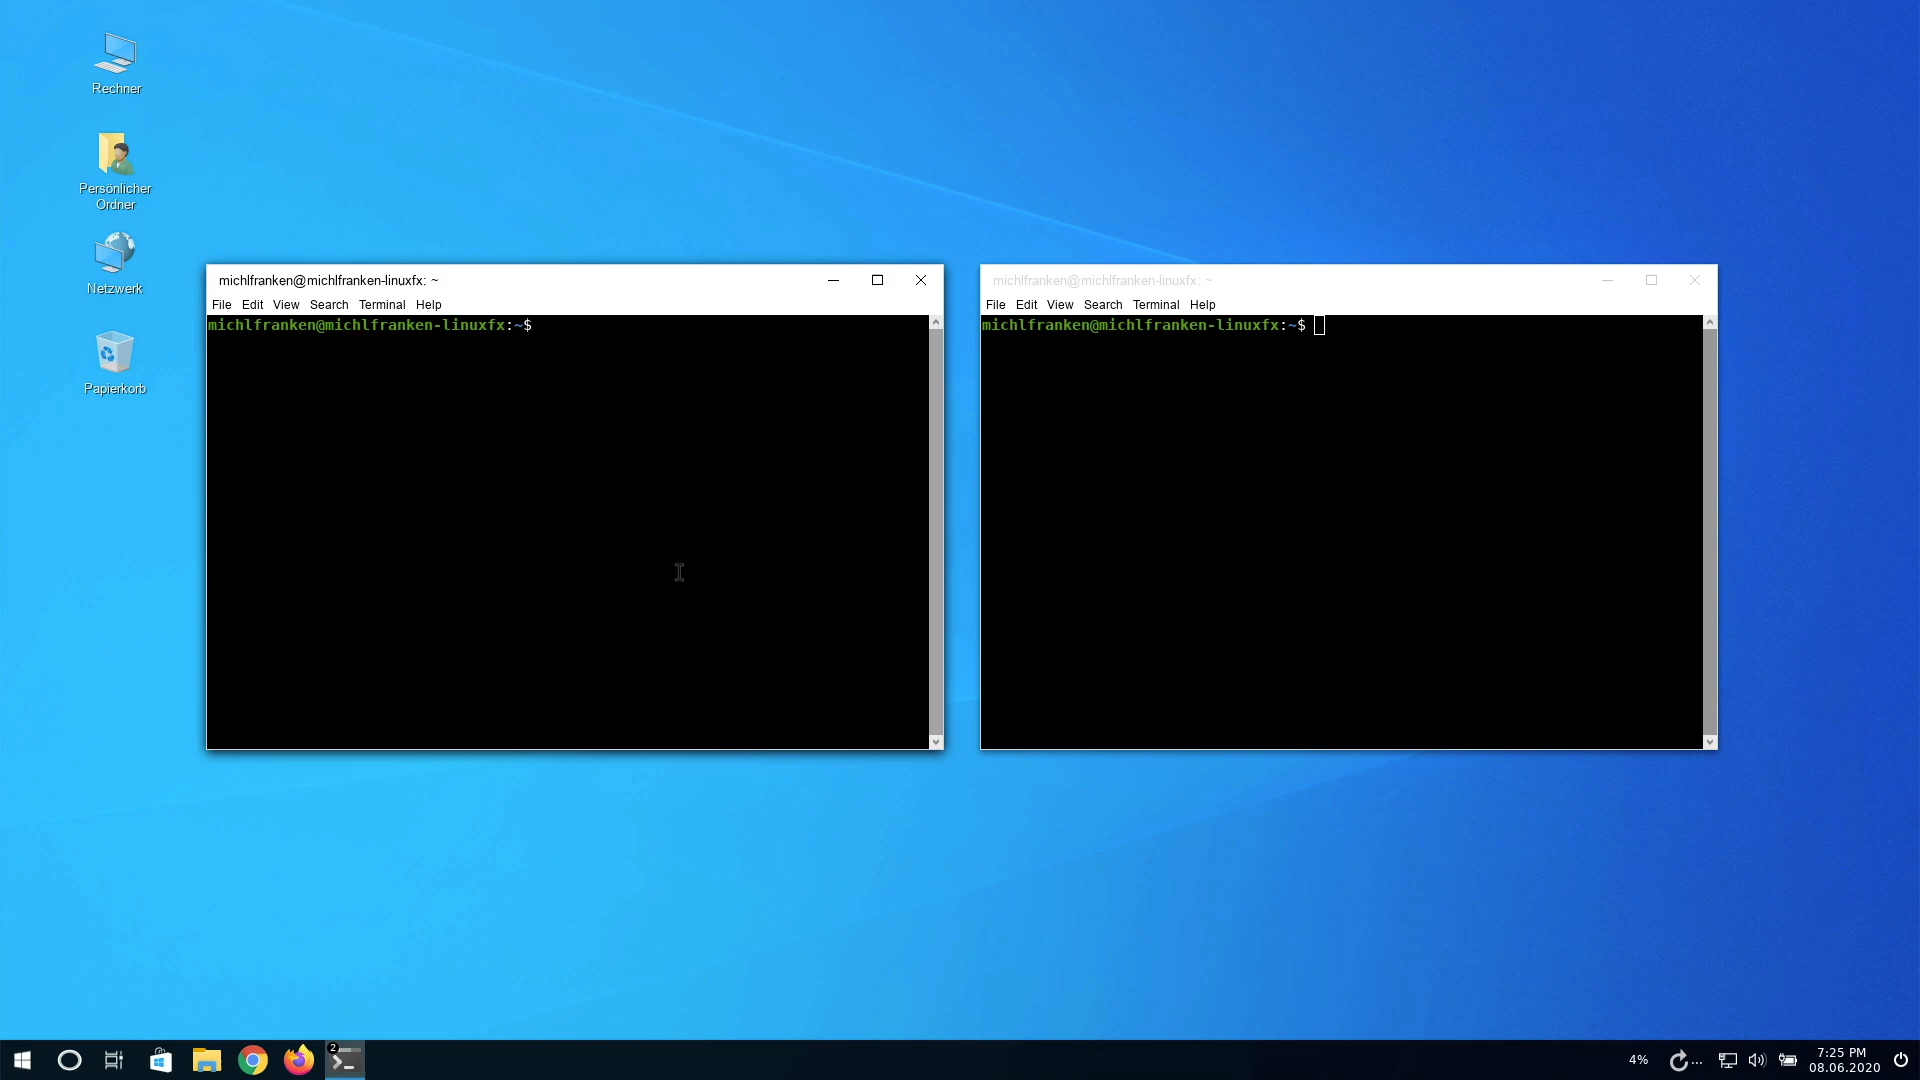 Rechner
Persönlicher
Ordner
Netzwerk
Papierkorb
michlfranken@michlfranken-linuxfx: ~
File Edit View Search Terminal Help
michlfranken@michlfranken-linuxfx:~$
michlfranken@michlfranken-linuxfx: ~
File Edit View Search Terminal Help
michlfranken@michlfranken-linuxfx:~$
2
4%
...
7:25 PM
08.06.2020